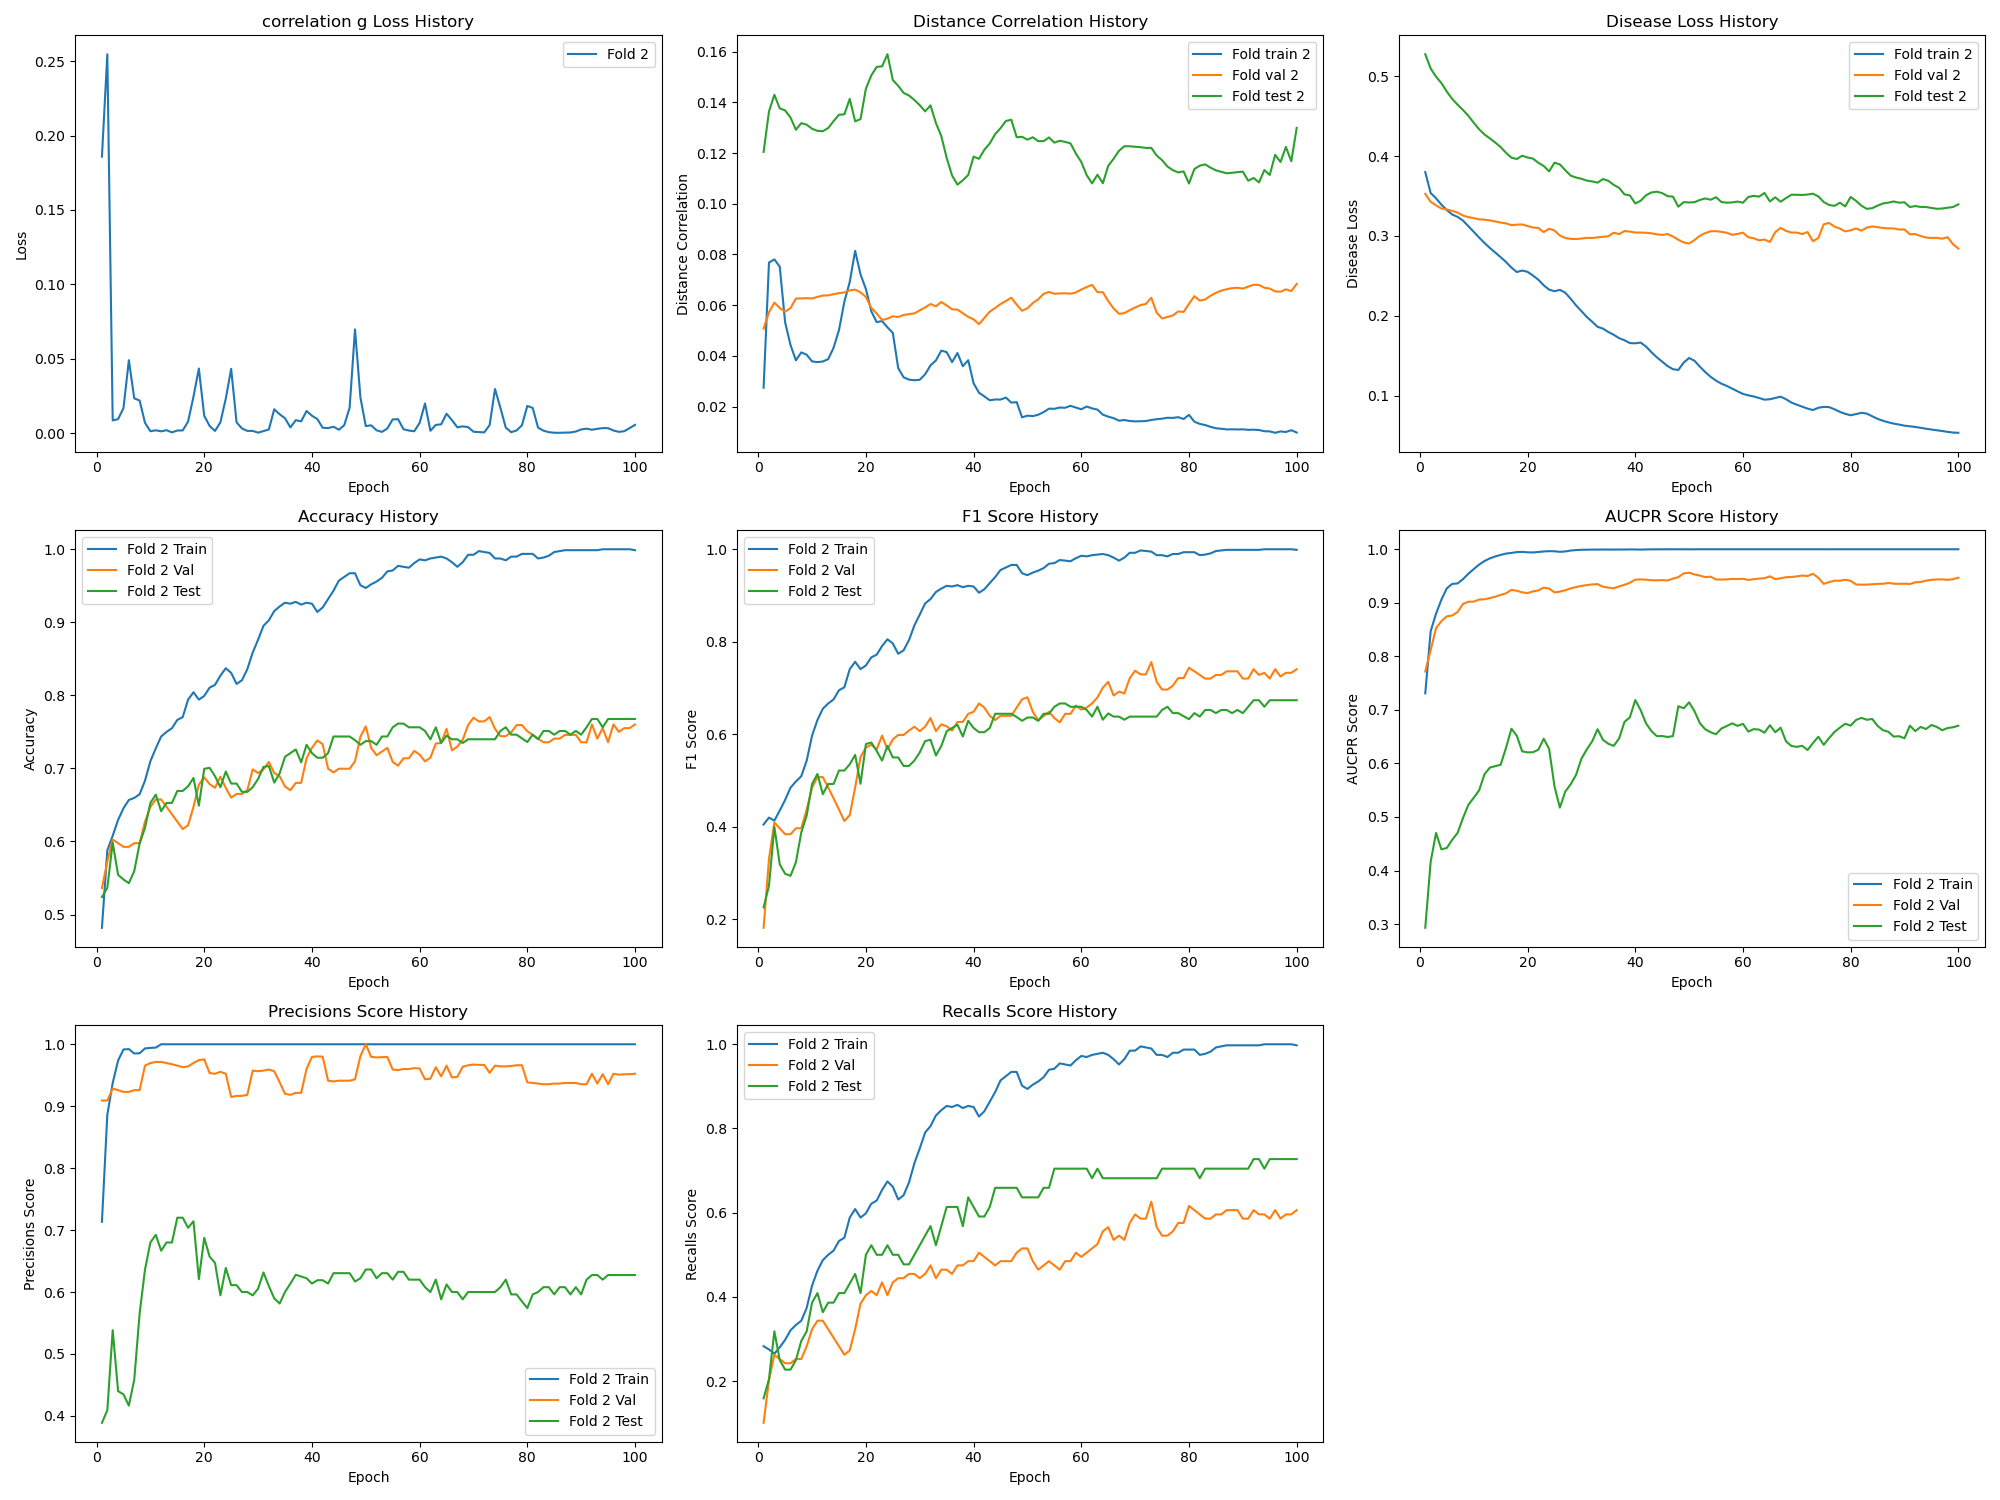 correlation g Loss History
Fold 2
0.25
0.20
0.15
0.10
0.05
0.00
Loss
0 20 40 60 80 100
Epoch
Distance Correlation History
Fold train 2
Fold val 2
Fold test 2
0.16
0.14
0.12
0.10
0.08
0.06
0.04
0.02
Distance Correlation
0 20 40 60 80 100
Epoch
Disease Loss History
Fold train 2
Fold val 2
Fold test 2
0.5
0.4
0.3
0.2
0.1
Disease Loss
0 20 40 60 80 100
Epoch
Accuracy History
Fold 2 Train
Fold 2 Val
Fold 2 Test
1.0
0.9
0.8
0.7
0.6
0.5
Accuracy
0 20 40 60 80 100
Epoch
F1 Score History
Fold 2 Train
Fold 2 Val
Fold 2 Test
1.0
0.8
0.6
0.4
0.2
F1 Score
0 20 40 60 80 100
Epoch
AUCPR Score History
1.0
0.9
0.8
0.7
0.6
0.5
0.4
0.3
AUCPR Score
Fold 2 Train
Fold 2 Val
Fold 2 Test
0 20 40 60 80 100
Epoch
Precisions Score History
1.0
0.9
0.8
0.7
0.6
0.5
0.4
Precisions Score
Fold 2 Train
Fold 2 Val
Fold 2 Test
0 20 40 60 80 100
Epoch
Recalls Score History
Fold 2 Train
Fold 2 Val
Fold 2 Test
1.0
0.8
0.6
0.4
0.2
Recalls Score
0 20 40 60 80 100
Epoch